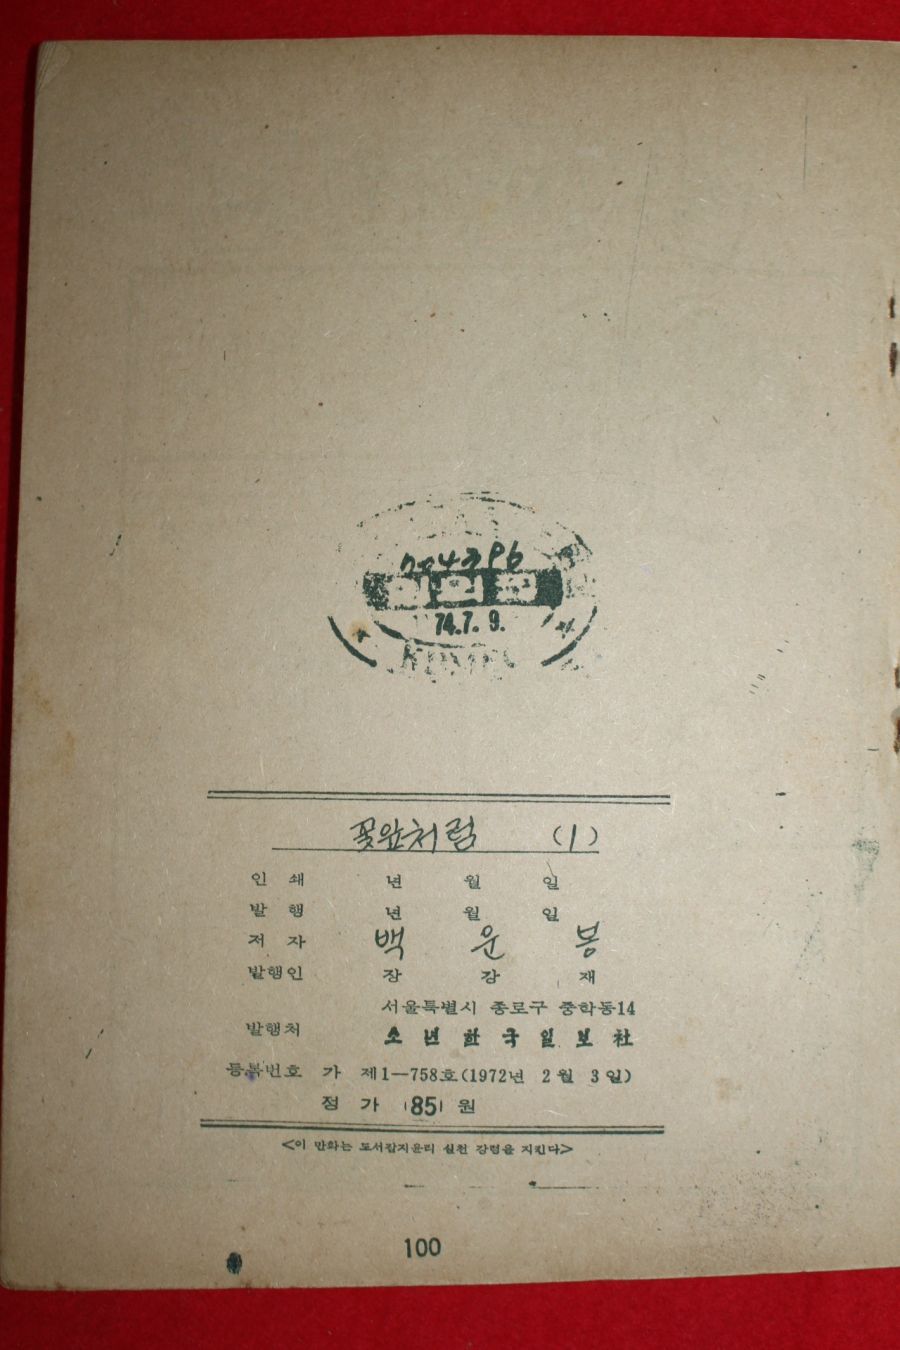 74.7.9.
꽃잎처럼 (1)
인 쇄 년 월 일
발 행 년 월 일
저 자 백 운 봉
발행인 장 강 재
서울특별시 종로구 중학동14
발행처 소 년 한 국 일 보 社
등록번호 가 제1—758호(1972년 2월 3일)
정 가 85 원
<이 만화는 도서잡지윤리 실천 강령을 지킨다>
100